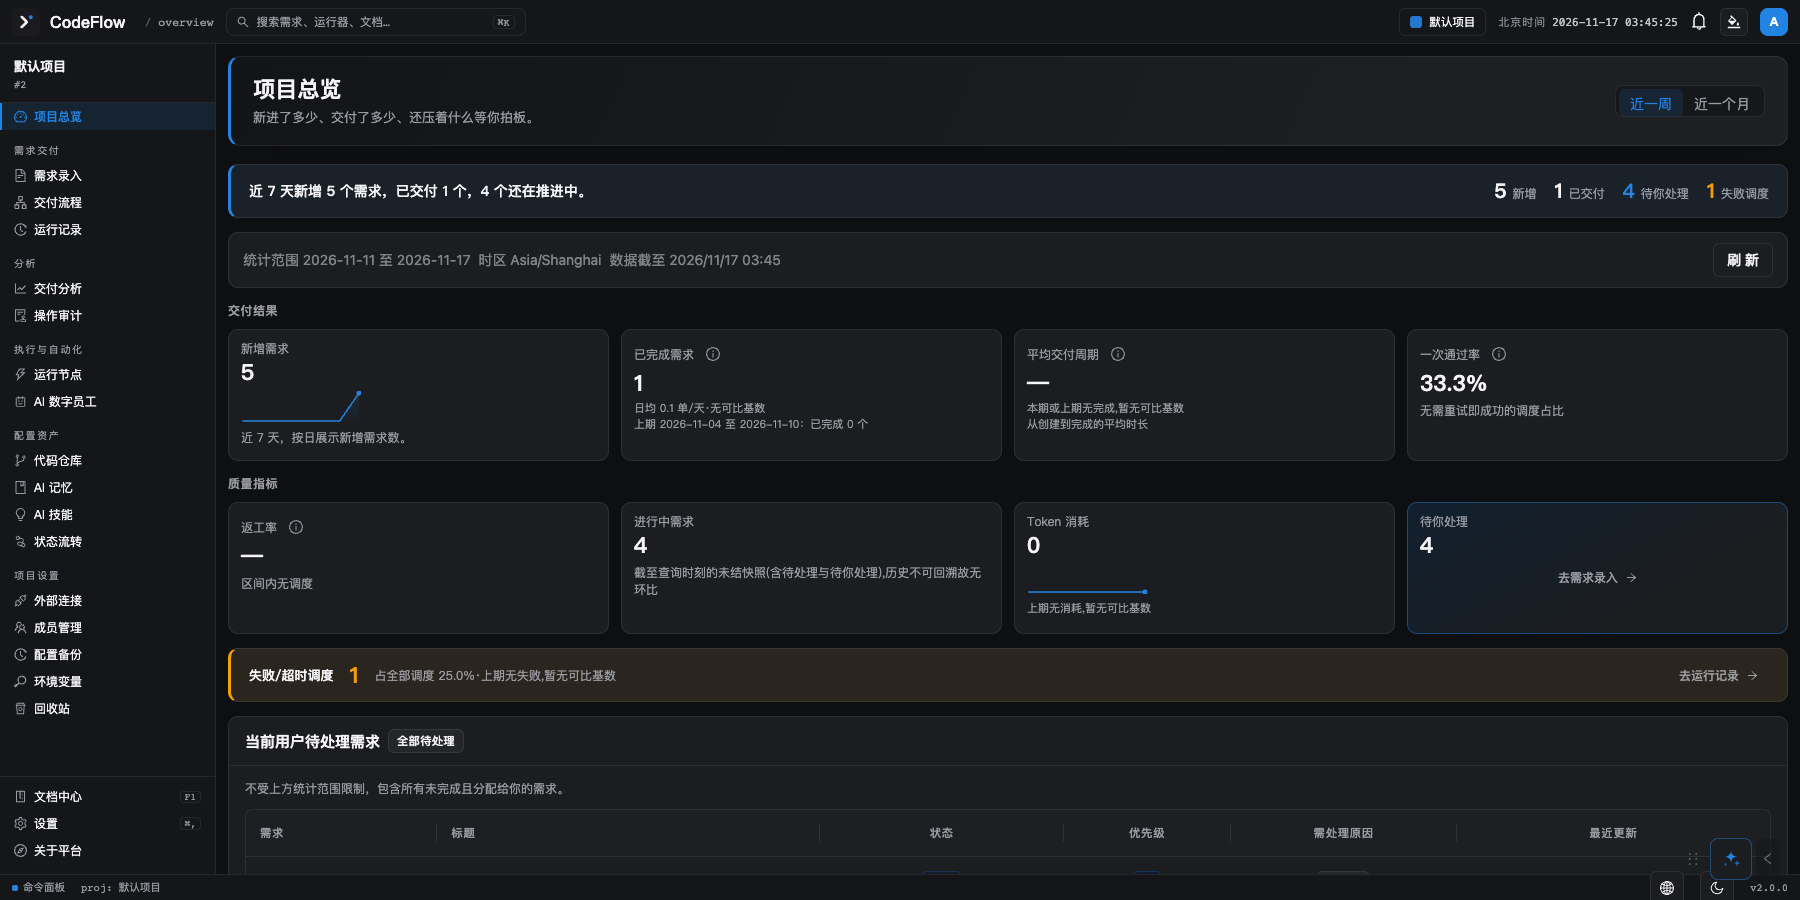 CodeFlow / overview 搜索需求、运行器、文档... ⌘K 默认项目 北京时间 2026-11-17 03:45:25 A
默认项目
#2
项目总览
需求交付
需求录入
交付流程
运行记录
分析
交付分析
操作审计
执行与自动化
运行节点
AI 数字员工
配置资产
代码仓库
AI 记忆
AI 技能
状态流转
项目设置
外部连接
成员管理
配置备份
环境变量
回收站
文档中心 F1
设置 ⌘,
关于平台
项目总览
新进了多少、交付了多少、还压着什么等你拍板。
近一周 近一个月
近 7 天新增 5 个需求，已交付 1 个，4 个还在推进中。
5 新增 1 已交付 4 待你处理 1 失败调度
统计范围 2026-11-11 至 2026-11-17 时区 Asia/Shanghai 数据截至 2026/11/17 03:45
刷 新
交付结果
新增需求
5
近 7 天，按日展示新增需求数。
已完成需求
1
日均 0.1 单/天·无可比基数
上期 2026-11-04 至 2026-11-10：已完成 0 个
平均交付周期
—
本期或上期无完成,暂无可比基数
从创建到完成的平均时长
一次通过率
33.3%
无需重试即成功的调度占比
质量指标
返工率
—
区间内无调度
进行中需求
4
截至查询时刻的未结快照(含待处理与待你处理),历史不可回溯故无
环比
Token 消耗
0
上期无消耗,暂无可比基数
待你处理
4
去需求录入 →
失败/超时调度 1 占全部调度 25.0%·上期无失败,暂无可比基数
去运行记录 →
当前用户待处理需求 全部待处理
不受上方统计范围限制，包含所有未完成且分配给你的需求。
需求 标题 状态 优先级 需处理原因 最近更新
命令面板 proj: 默认项目
v2.0.0